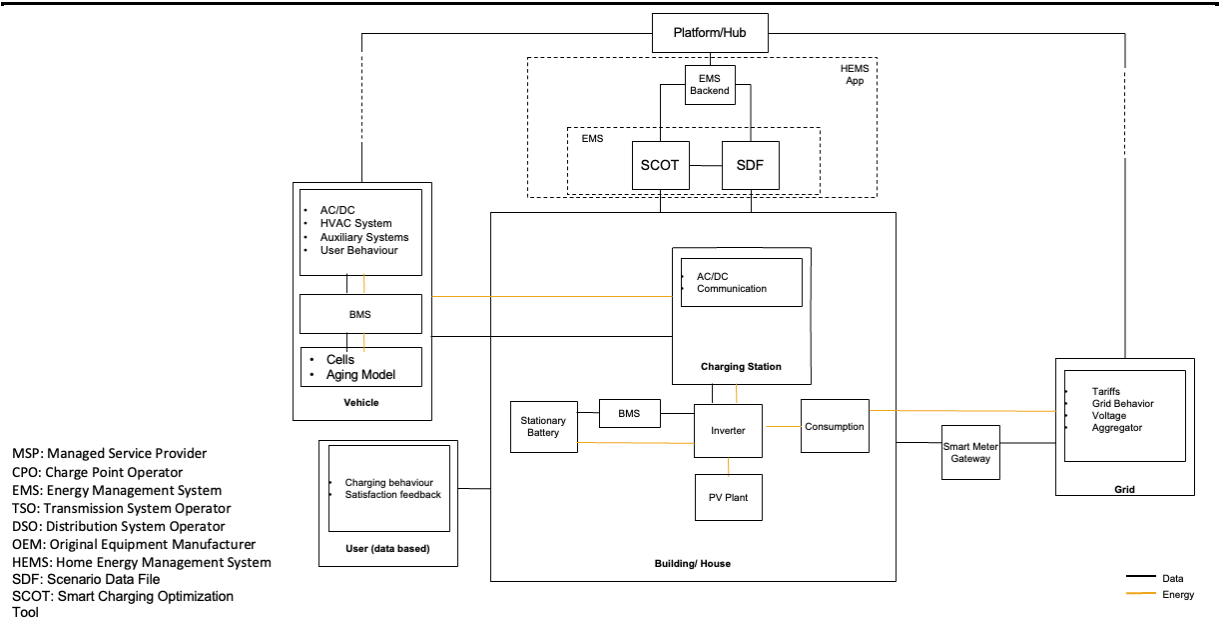 Platform/Hub
HEMS
App
EMS
Backend
EMS
SCOT
SDF
• AC/DC
• HVAC System
• Auxiliary Systems
• User Behaviour
BMS
• Cells
• Aging Model
Vehicle
• AC/DC
• Communication
Charging Station
Stationary
Battery
BMS
Inverter
Consumption
PV Plant
Building/ House
Smart Meter
Gateway
• Tariffs
• Grid Behavior
• Voltage
• Aggregator
Grid
• Charging behaviour
• Satisfaction feedback
User (data based)
MSP: Managed Service Provider
CPO: Charge Point Operator
EMS: Energy Management System
TSO: Transmission System Operator
DSO: Distribution System Operator
OEM: Original Equipment Manufacturer
HEMS: Home Energy Management System
SDF: Scenario Data File
SCOT: Smart Charging Optimization
Tool
Data
Energy